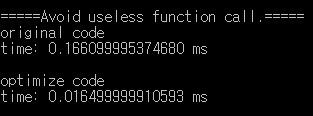 =====Avoid useless function call.=====
original code
time: 0.166099995374680 ms
optimize code
time: 0.016499999910593 ms